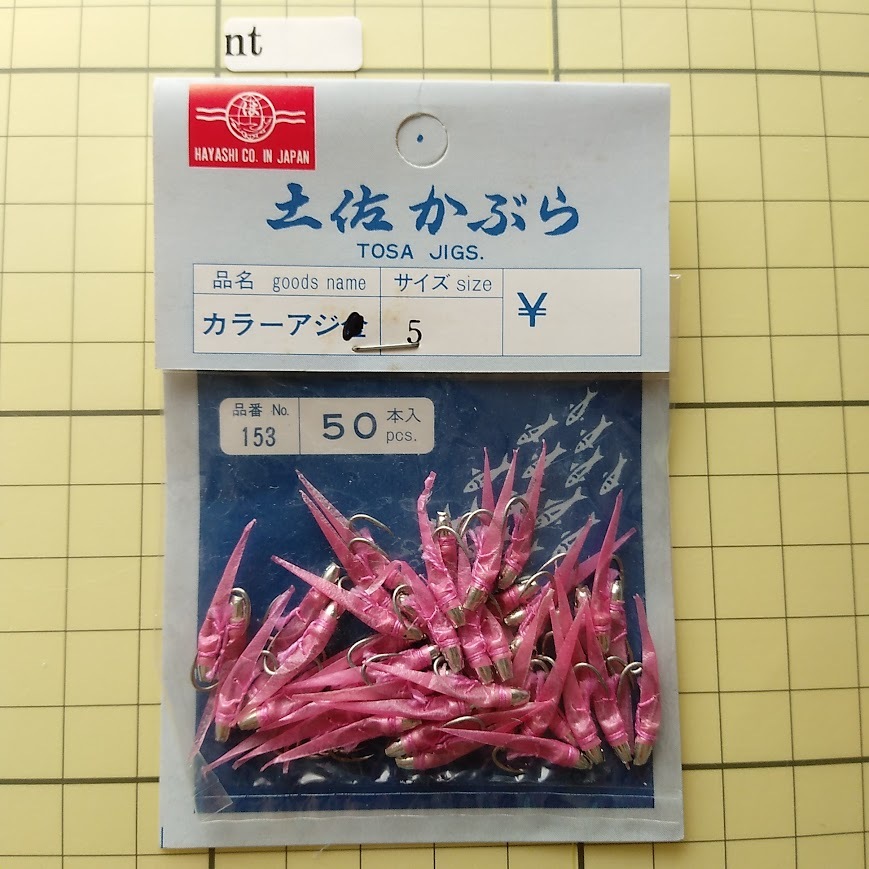 nt
HAYASHI CO. IN JAPAN
土佐かぶら
TOSA JIGS.
品名 goods name サイズ size ¥
カラーアジ 5
品番 No. 50 本入
153 pcs.